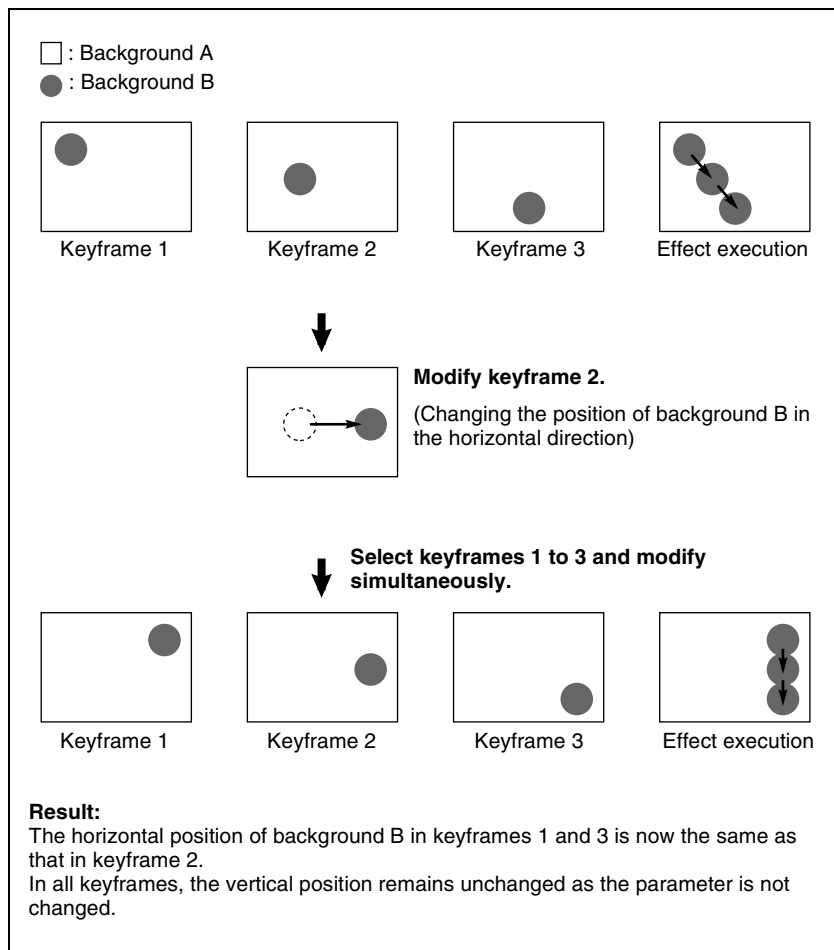 : Background A
: Background B
Keyframe 1
Keyframe 2
Keyframe 3
Effect execution
Modify keyframe 2.
(Changing the position of background B in
the horizontal direction)
Select keyframes 1 to 3 and modify
simultaneously.
Keyframe 1
Keyframe 2
Keyframe 3
Effect execution
Result:
The horizontal position of background B in keyframes 1 and 3 is now the same as
that in keyframe 2.
In all keyframes, the vertical position remains unchanged as the parameter is not
changed.